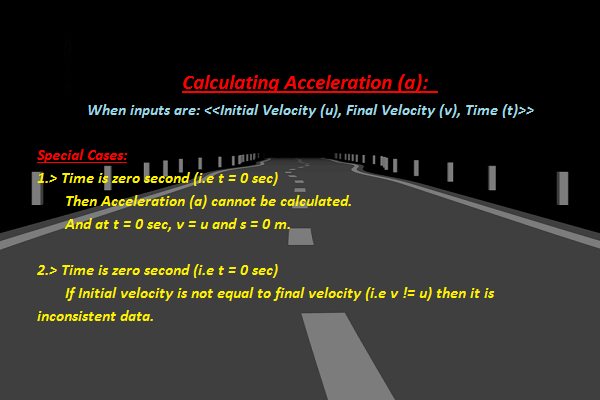 Calculating Acceleration (a):
When inputs are: <<Initial Velocity (u), Final Velocity (v), Time (t)>>
Special Cases:
1.> Time is zero second (i.e t = 0 sec)
Then Acceleration (a) cannot be calculated.
And at t = 0 sec, v = u and s = 0 m.
2.> Time is zero second (i.e t = 0 sec)
If Initial velocity is not equal to final velocity (i.e v != u) then it is
inconsistent data.